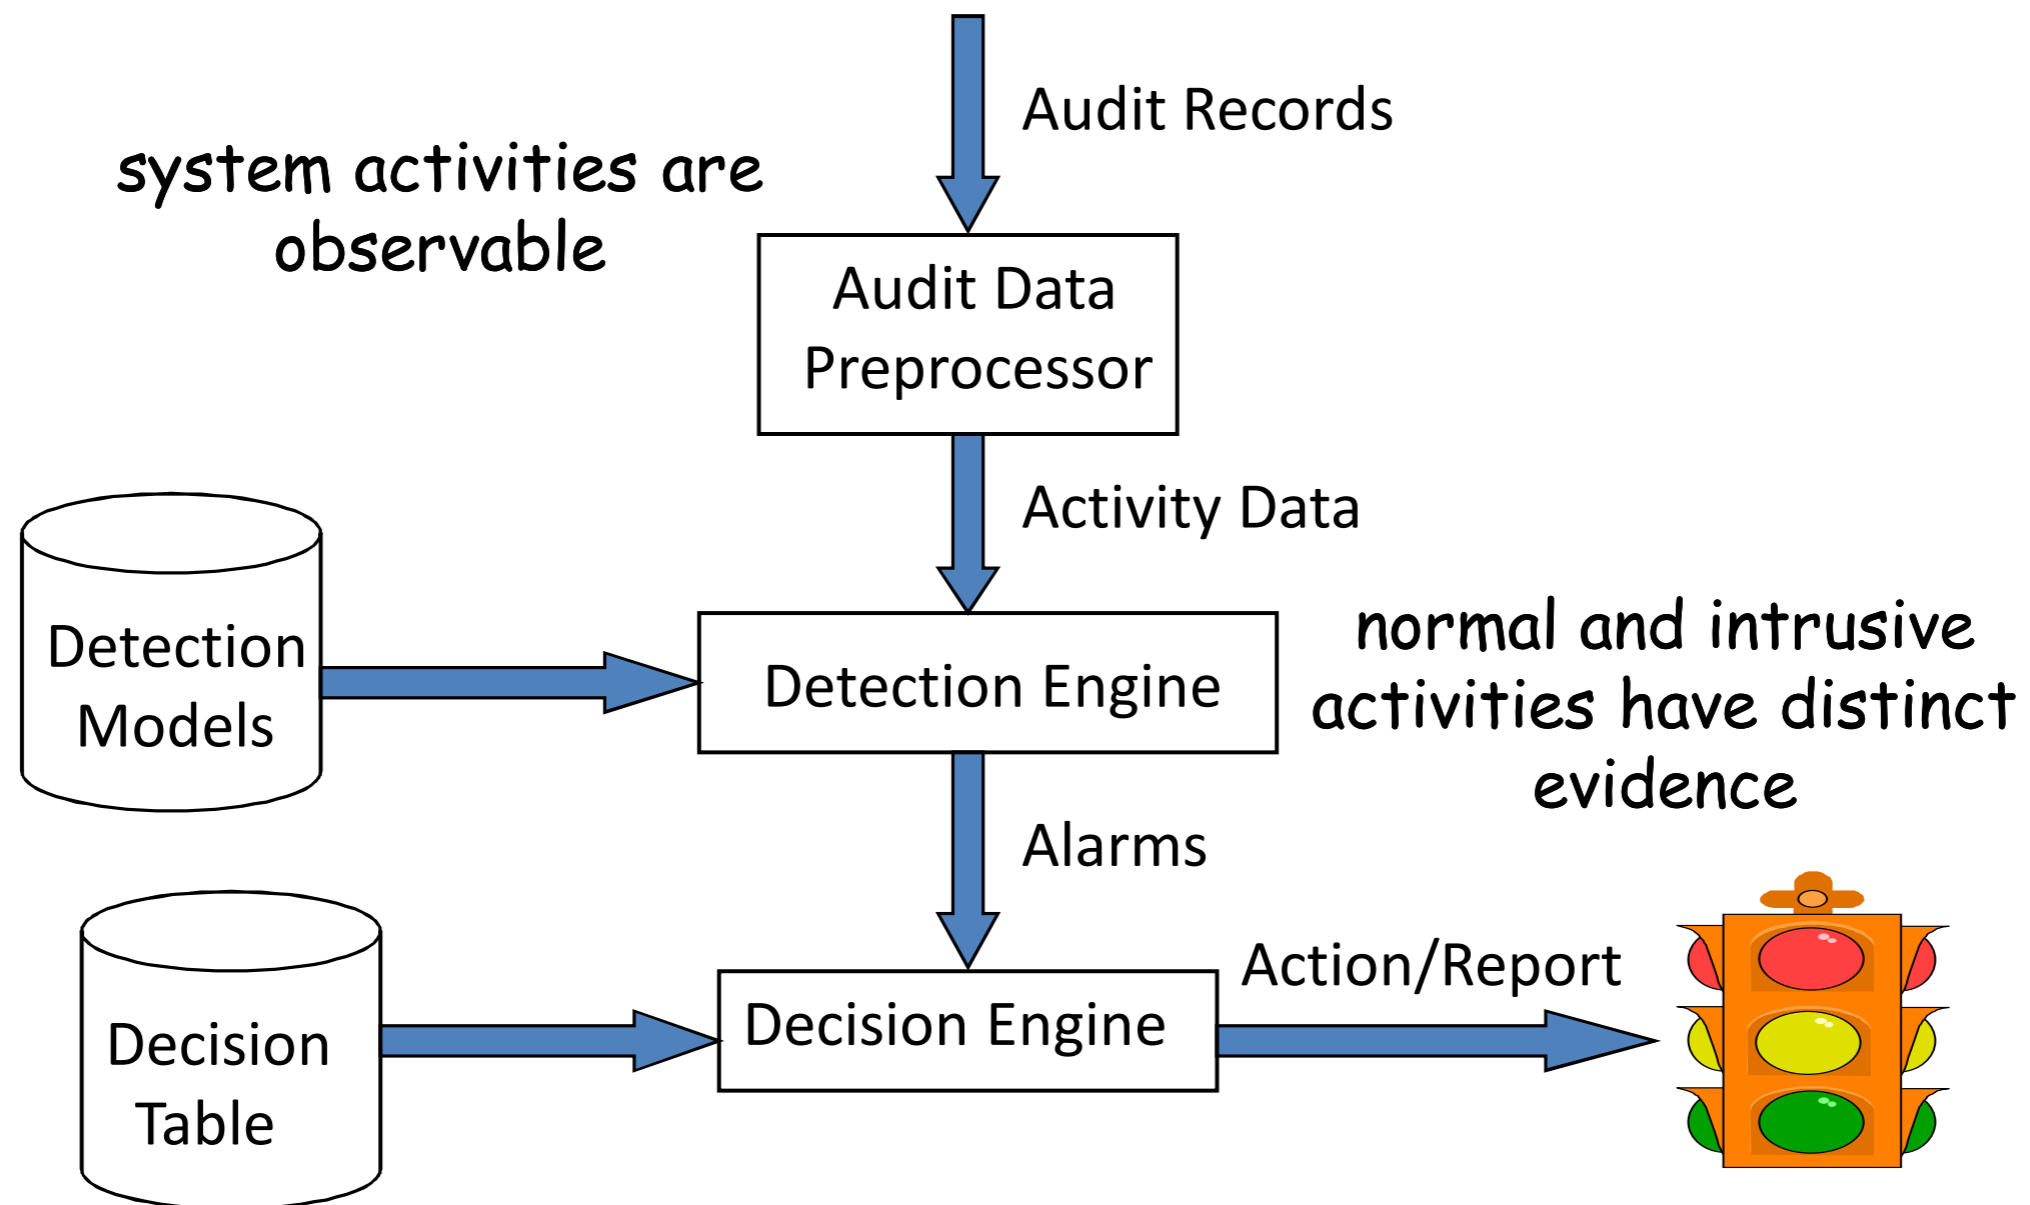 Audit Records
system activities are
observable
Audit Data
Preprocessor
Activity Data
Detection
Models
Detection Engine
normal and intrusive
activities have distinct
evidence
Alarms
Decision
Table
Decision Engine
Action/Report